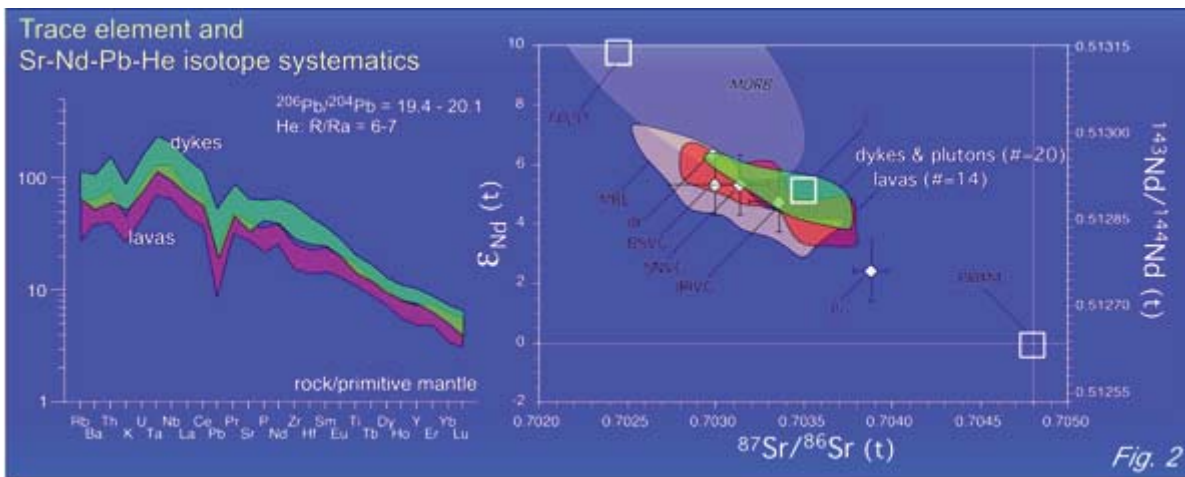 Trace element and
Sr-Nd-Pb-He isotope systematics
206Pb/204Pb = 19.4 - 20.1
He: R/Ra = 6-7
dykes
lavas
100
10
1
rock/primitive mantle
Rb Th U Nb Ce Pr P Zr Sm Ti Dy Y Yb
Ba K Ta La Pb Sr Nd Hf Eu Tb Ho Er Lu
10
8
6
4
2
0
-2
εNd (t)
MORB
dykes & plutons (#=20)
lavas (#=14)
BSVC
PRIM
0.7020 0.7025 0.7030 0.7035 0.7040 0.7045 0.7050
87Sr/86Sr (t)
0.51315
0.51300
0.51285
0.51270
0.51255
143Nd/144Nd (t)
Fig. 2